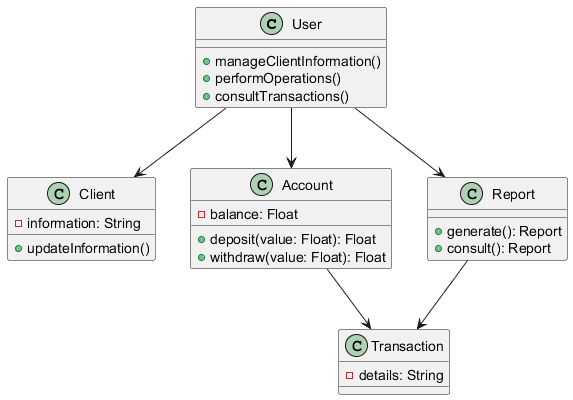 C User
manageClientInformation()
performOperations()
consultTransactions()
C Client
information: String
updateInformation()
C Account
balance: Float
deposit(value: Float): Float
withdraw(value: Float): Float
C Report
generate(): Report
consult(): Report
C Transaction
details: String